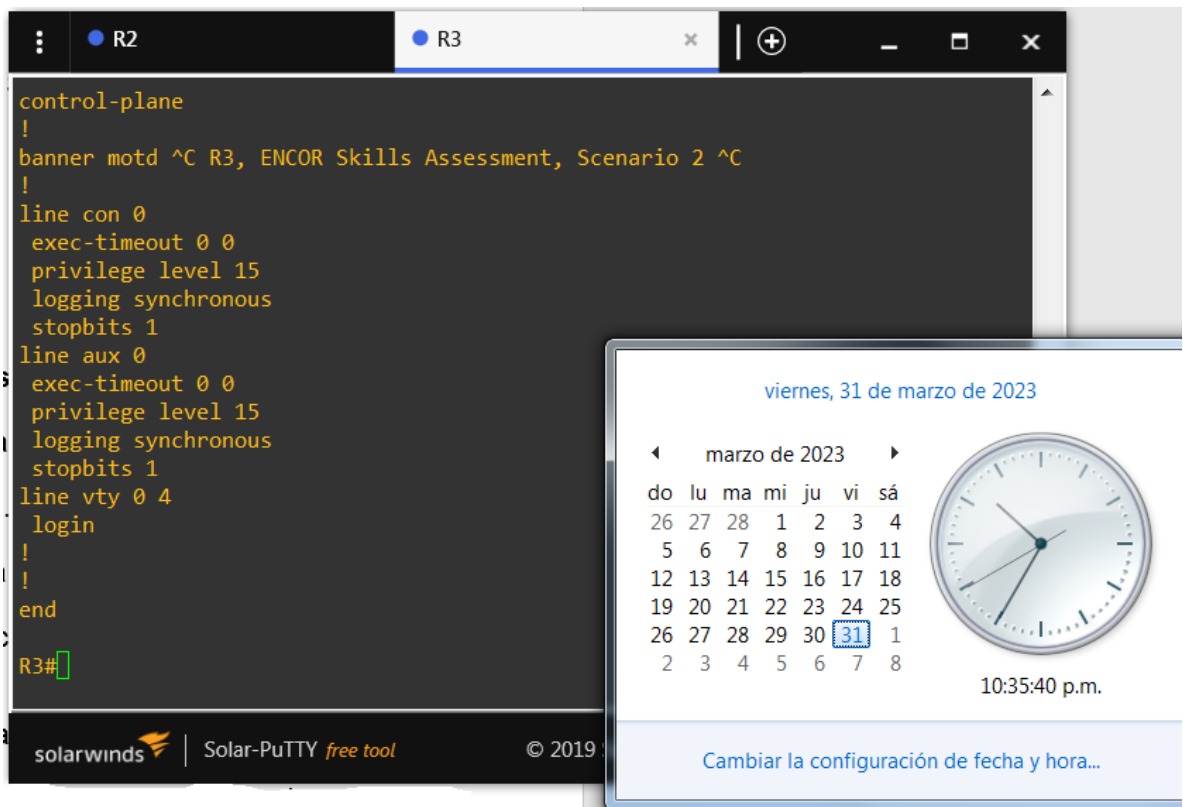 R2
R3
control-plane
!
banner motd ^C R3, ENCOR Skills Assessment, Scenario 2 ^C
!
line con 0
 exec-timeout 0 0
 privilege level 15
 logging synchronous
 stopbits 1
line aux 0
 exec-timeout 0 0
 privilege level 15
 logging synchronous
 stopbits 1
line vty 0 4
 login
!
!
end
R3#
solarwinds | Solar-PuTTY free tool
© 2019
viernes, 31 de marzo de 2023
marzo de 2023
do lu ma mi ju vi sá
26 27 28 1 2 3 4
5 6 7 8 9 10 11
12 13 14 15 16 17 18
19 20 21 22 23 24 25
26 27 28 29 30 31 1
2 3 4 5 6 7 8
10:35:40 p.m.
Cambiar la configuración de fecha y hora...